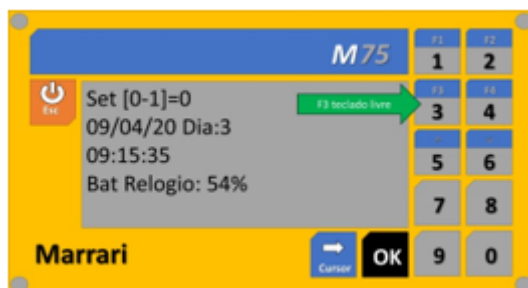 M75
F1 F2
1 2
Esc
Set [0-1]=0
09/04/20 Dia:3
09:15:35
Bat Relogio: 54%
F3 teclado livre
F3 F4
3 4
5 6
7 8
Marrari
Cursor
OK
9 0